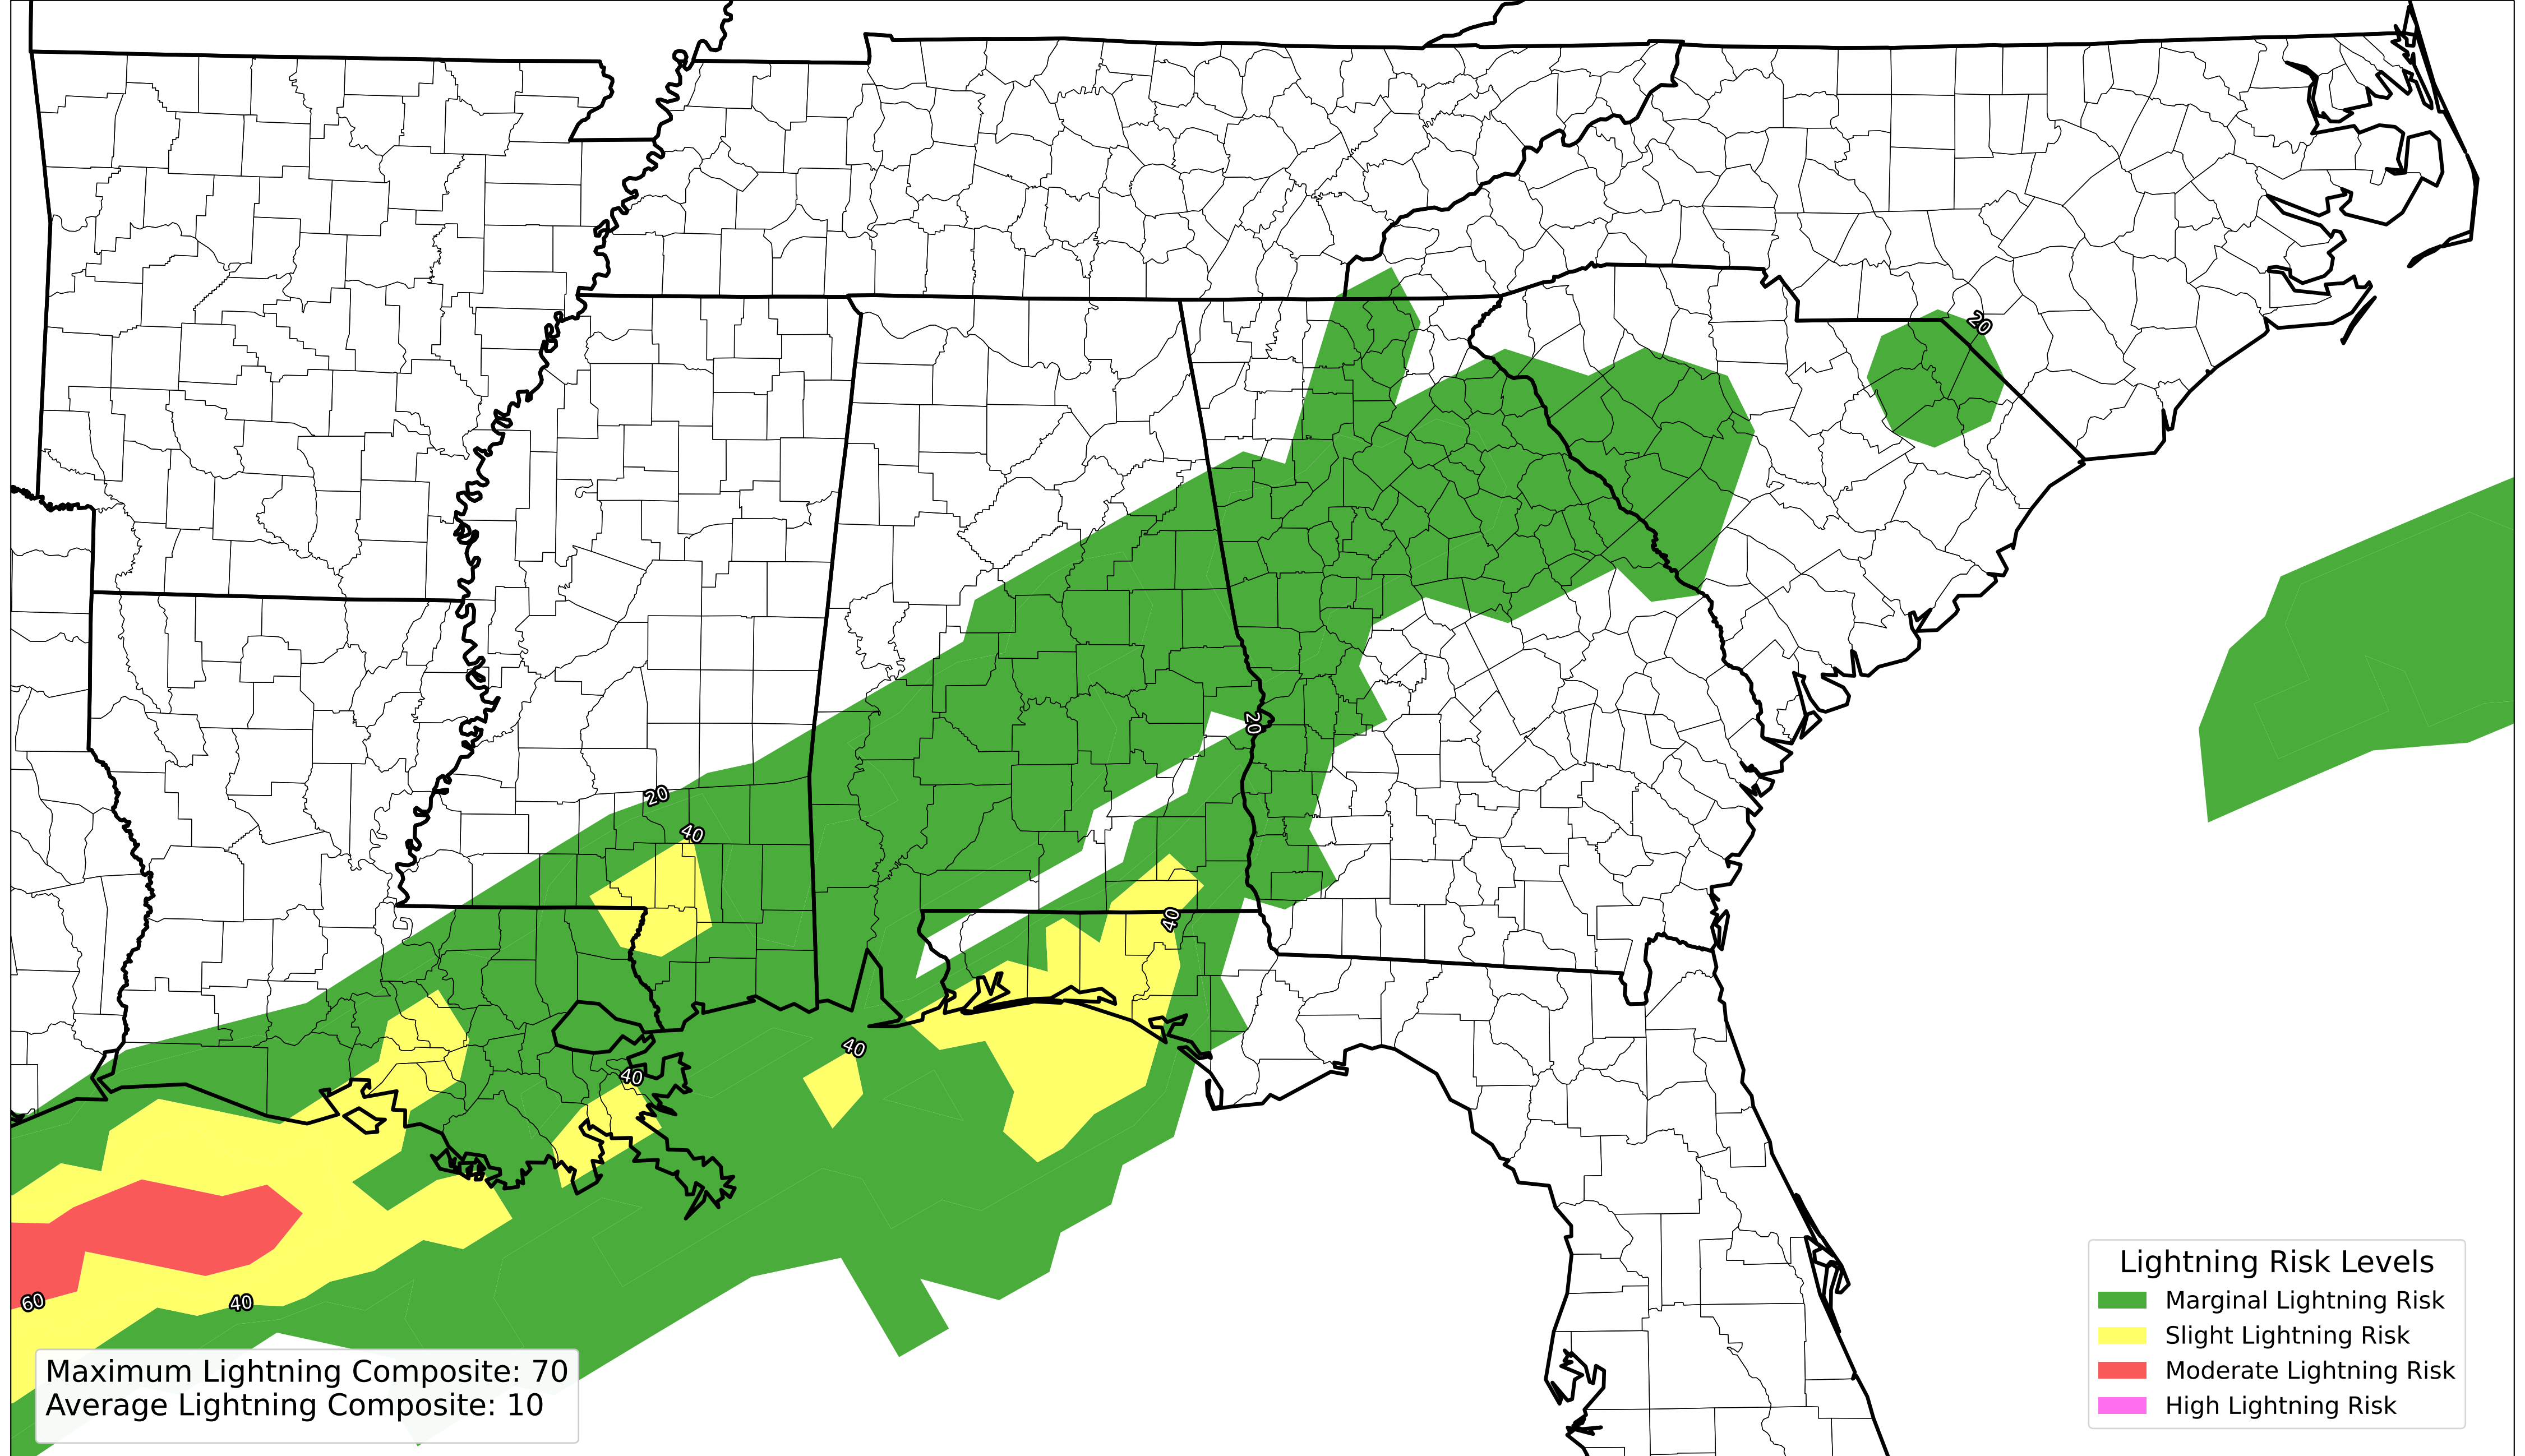 20
20
20
40
40
40
40
60
40
Lightning Risk Levels
Marginal Lightning Risk
Slight Lightning Risk
Moderate Lightning Risk
High Lightning Risk
Maximum Lightning Composite: 70
Average Lightning Composite: 10